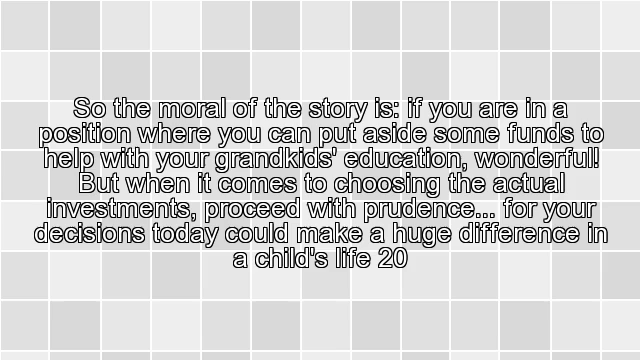 So the moral of the story is: if you are in a
position where you can put aside some funds to
help with your grandkids' education, wonderful!
But when it comes to choosing the actual
investments, proceed with prudence... for your
decisions today could make a huge difference in
a child's life 20